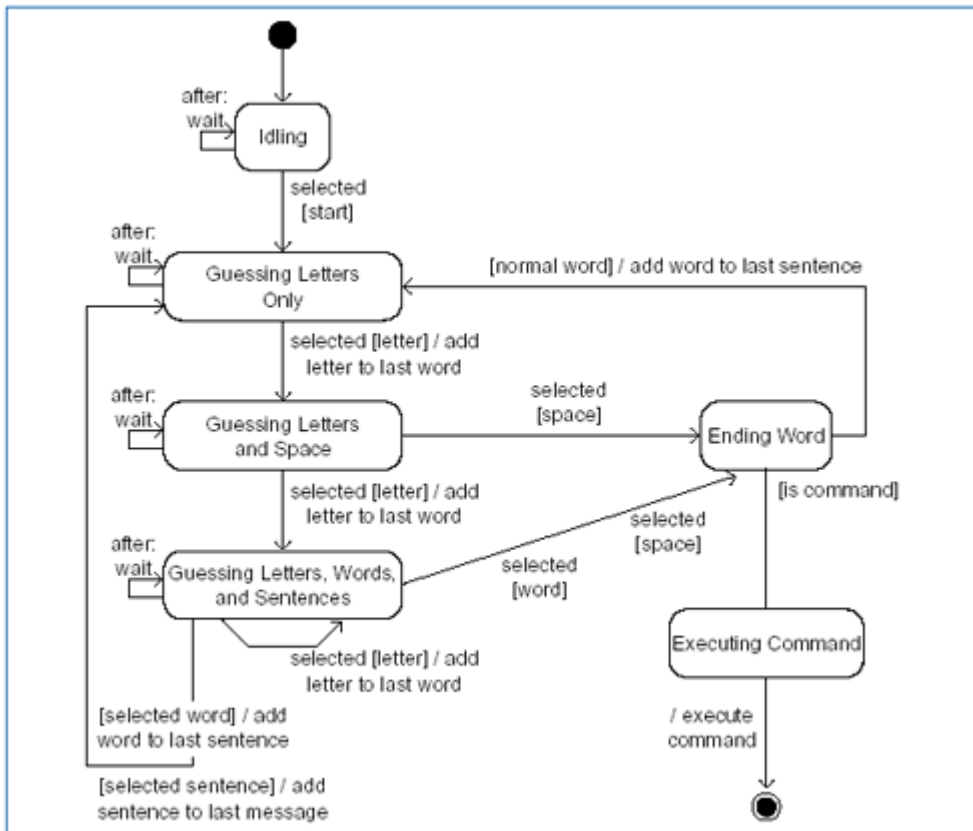 after:
wait
Idling
selected
[start]
after:
wait
Guessing Letters
Only
[normal word] / add word to last sentence
selected [letter] / add
letter to last word
after:
wait
Guessing Letters
and Space
selected
[space]
Ending Word
selected [letter] / add
letter to last word
[is command]
after:
wait
Guessing Letters, Words,
and Sentences
selected
[space]
selected
[word]
selected [letter] / add
letter to last word
Executing Command
[selected word] / add
word to last sentence
/ execute
command
[selected sentence] / add
sentence to last message